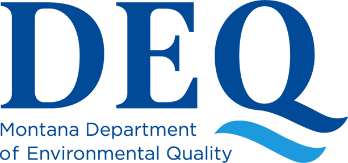 DEQ
Montana Department
of Environmental Quality